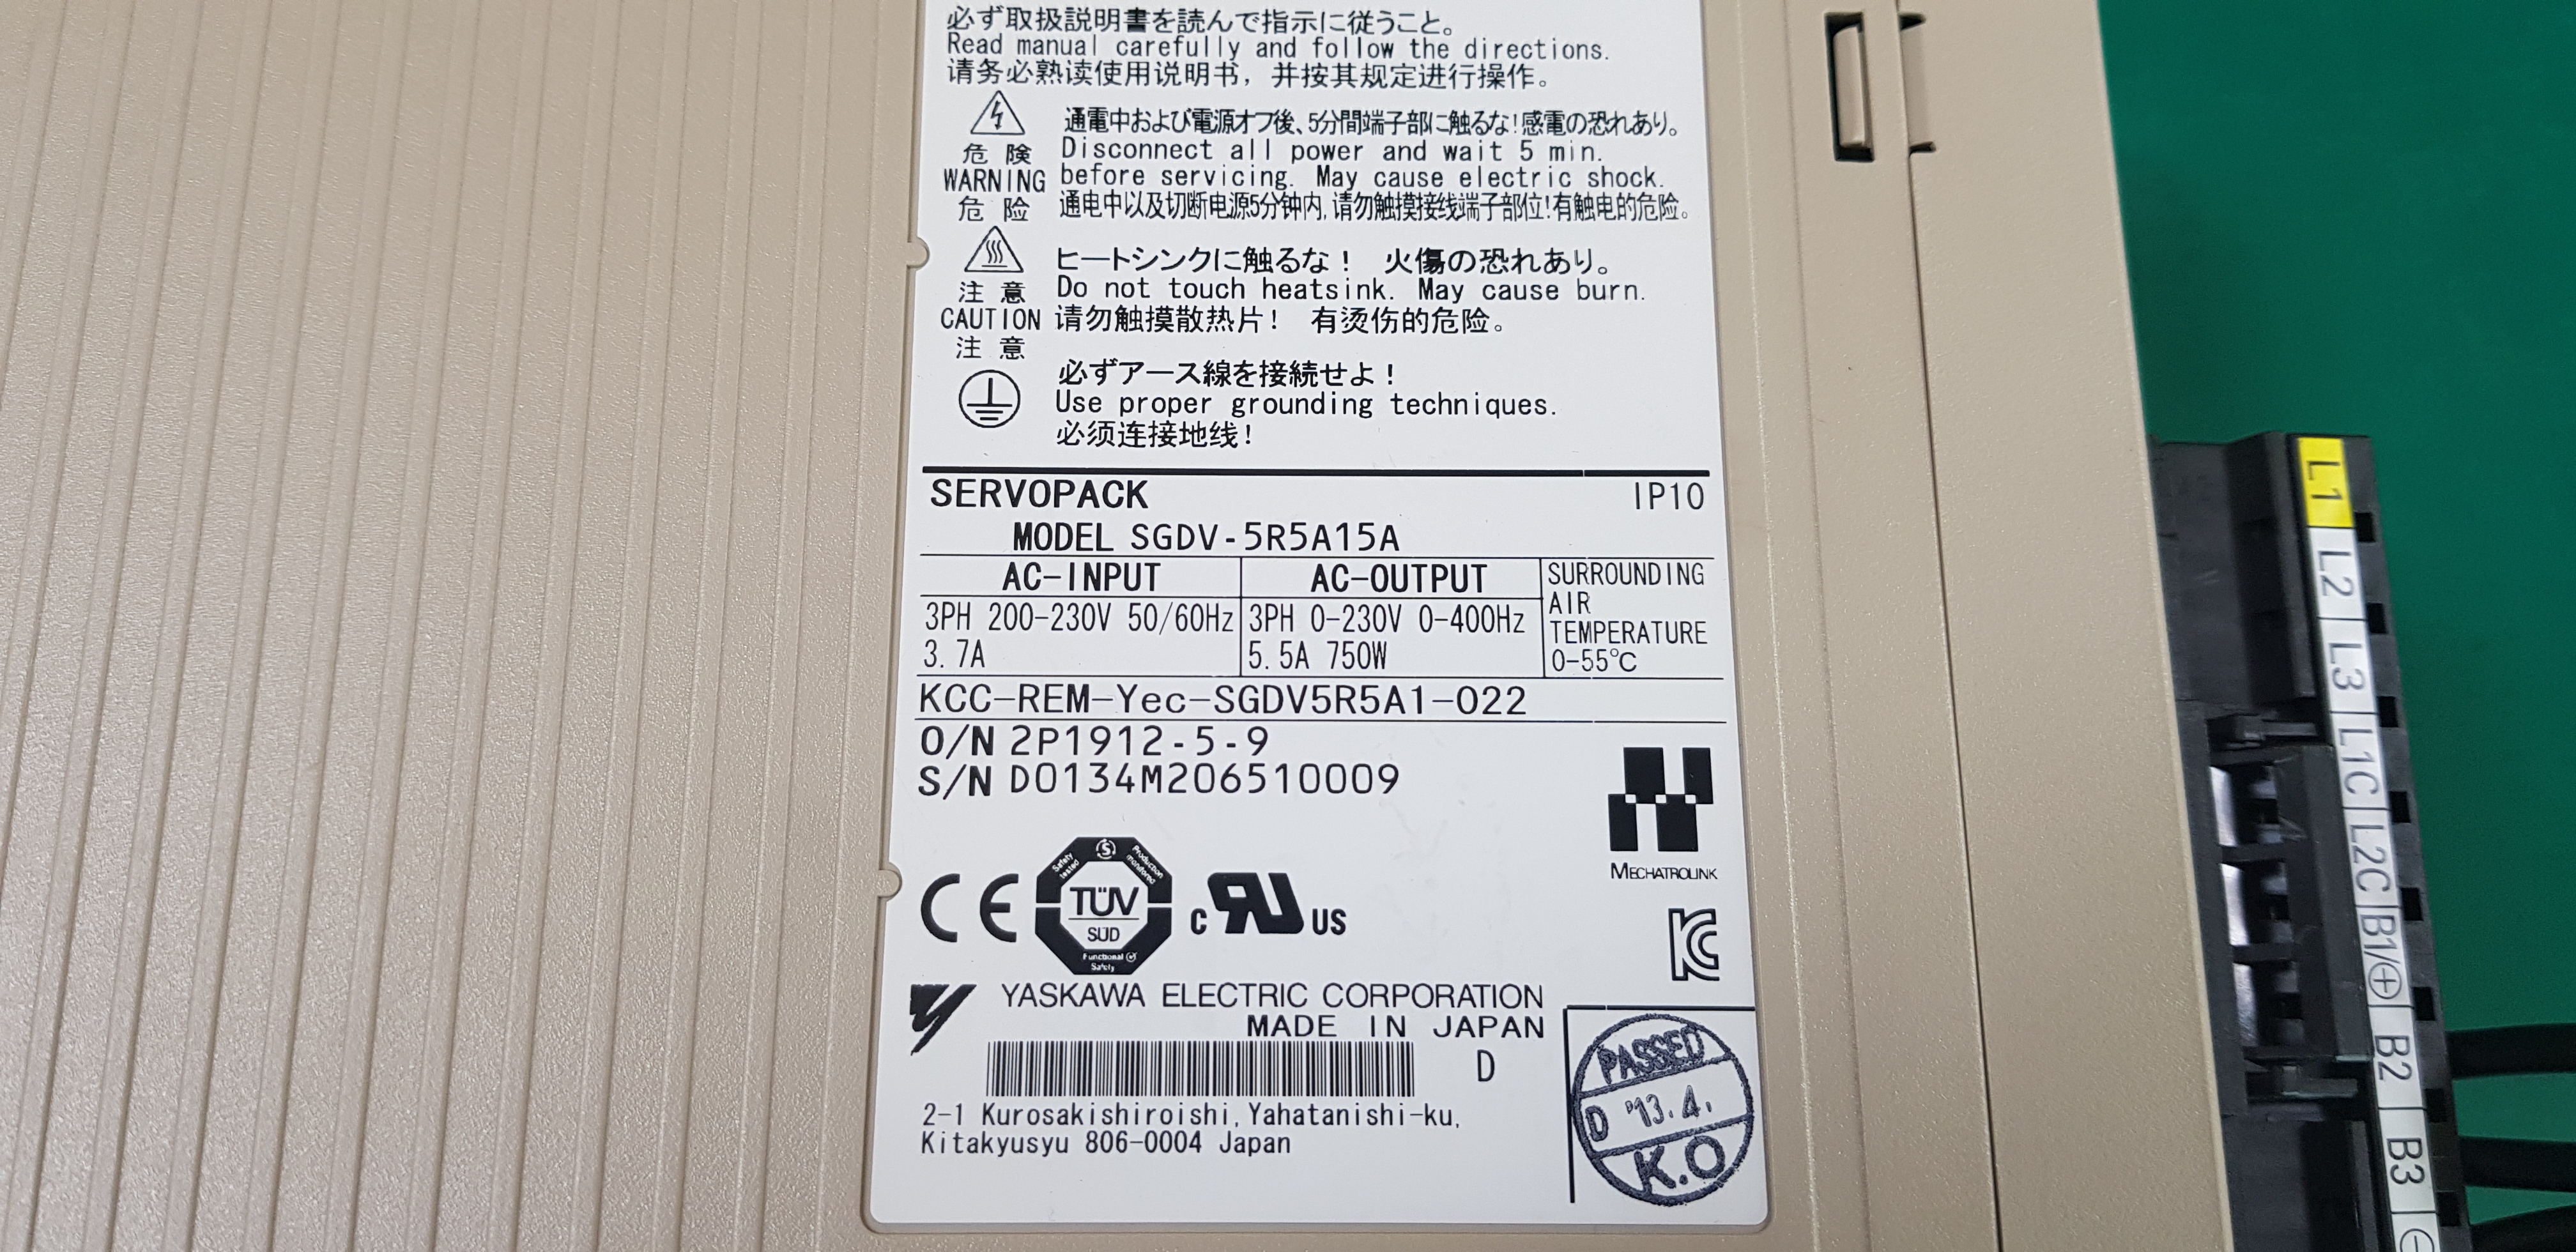 必ず取扱説明書を読んで指示に従うこと。
Read manual carefully and follow the directions.
请务必熟读使用说明书，并按其规定进行操作。
通電中および電源オフ後、5分間端子部に触るな!感電の恐れあり。
危 険 Disconnect all power and wait 5 min.
WARNING before servicing. May cause electric shock.
危 险 通电中以及切断电源5分钟内,请勿触摸接线端子部位!有触电的危险。
ヒートシンクに触るな! 火傷の恐れあり。
注 意 Do not touch heatsink. May cause burn.
CAUTION 请勿触摸散热片! 有烫伤的危险。
注 意
必ずアース線を接続せよ!
Use proper grounding techniques.
必须连接地线!
SERVOPACK IP10
MODEL SGDV-5R5A15A
AC-INPUT AC-OUTPUT
3PH 200-230V 50/60Hz 3PH 0-230V 0-400Hz
3.7A 5.5A 750W
SURROUNDING
AIR
TEMPERATURE
0-55℃
KCC-REM-Yec-SGDV5R5A1-022
O/N 2P1912-5-9
S/N D0134M206510009
MECHATROLINK
CE
Safety tested
Production monitored
TÜV
SÜD
Functional
Safety
C RU US
KC
YASKAWA ELECTRIC CORPORATION
MADE IN JAPAN
D
2-1 Kurosakishiroishi,Yahatanishi-ku,
Kitakyusyu 806-0004 Japan
PASSED
D '13.4.
K.O
L1
L2
L3
L1C
L2C
B1/⊕
B2
B3
⊖